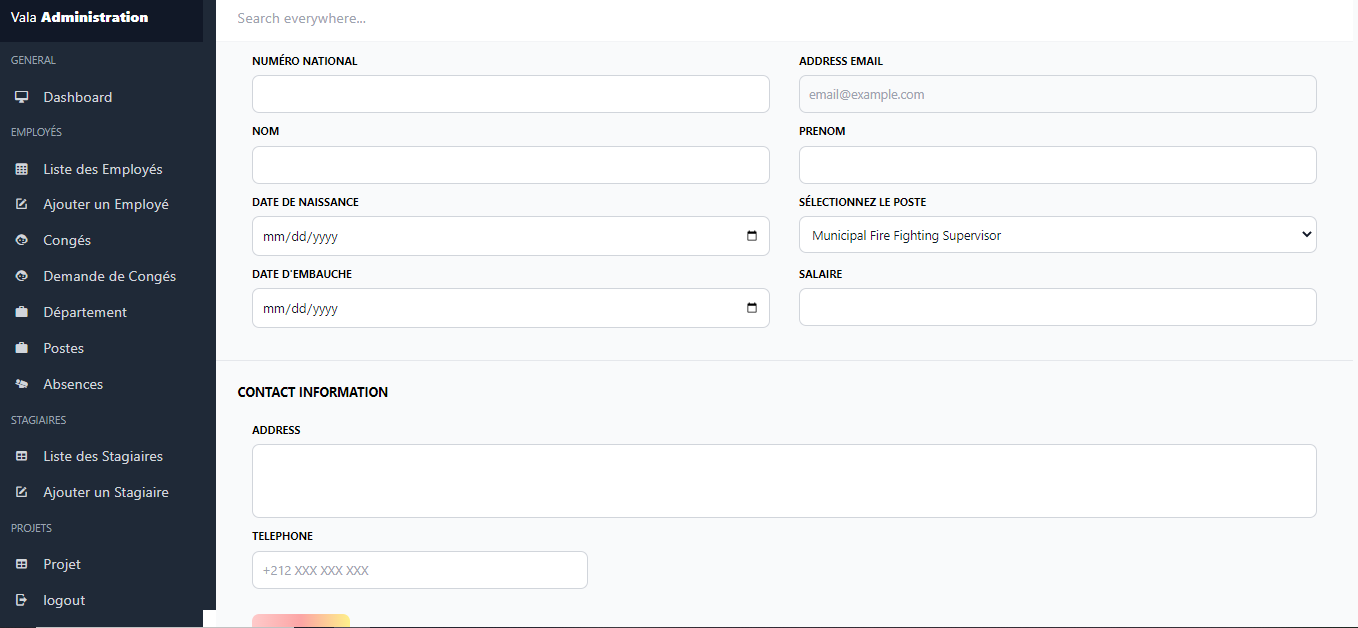 Vala Administration
Search everywhere...
GENERAL
Dashboard
EMPLOYÉS
Liste des Employés
Ajouter un Employé
Congés
Demande de Congés
Département
Postes
Absences
STAGIAIRES
Liste des Stagiaires
Ajouter un Stagiaire
PROJETS
Projet
logout
NUMÉRO NATIONAL
ADDRESS EMAIL
email@example.com
NOM
PRENOM
DATE DE NAISSANCE
SÉLECTIONNEZ LE POSTE
mm/dd/yyyy
Municipal Fire Fighting Supervisor
DATE D'EMBAUCHE
SALAIRE
mm/dd/yyyy
CONTACT INFORMATION
ADDRESS
TELEPHONE
+212 XXX XXX XXX